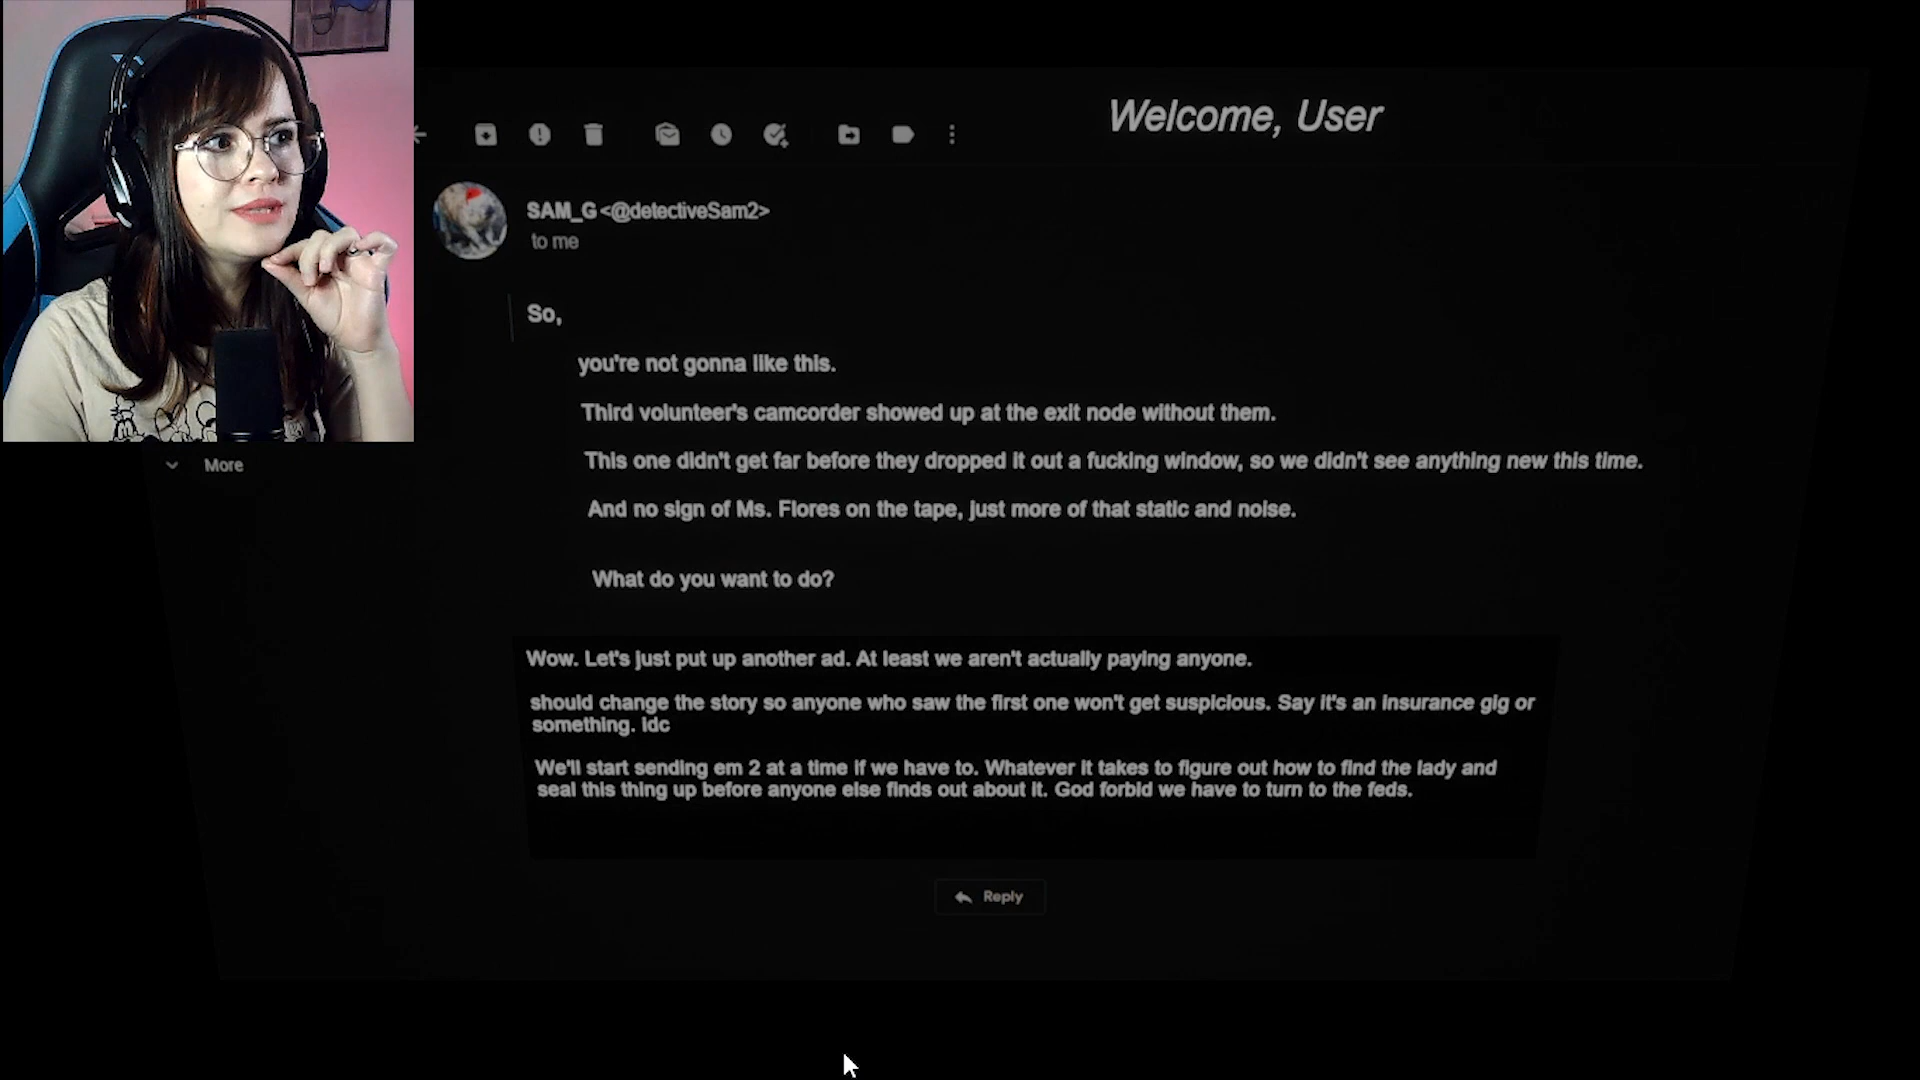 Welcome, User
SAM_G <@detectiveSam2>
to me
So,
you're not gonna like this.
Third volunteer's camcorder showed up at the exit node without them.
This one didn't get far before they dropped it out a fucking window, so we didn't see anything new this time.
And no sign of Ms. Flores on the tape, just more of that static and noise.
More
What do you want to do?
Wow. Let's just put up another ad. At least we aren't actually paying anyone.
should change the story so anyone who saw the first one won't get suspicious. Say it's an insurance gig or
something. idc
We'll start sending em 2 at a time if we have to. Whatever it takes to figure out how to find the lady and
seal this thing up before anyone else finds out about it. God forbid we have to turn to the feds.
Reply